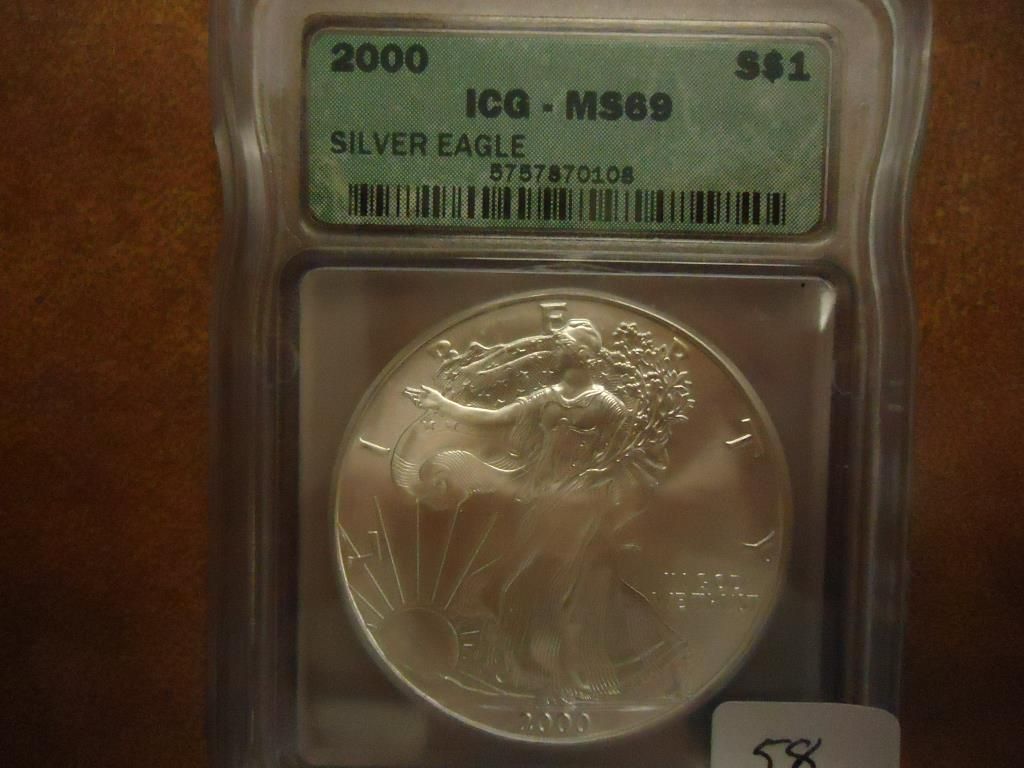 2000 S$1
ICG - MS69
SILVER EAGLE
5757870108
LIBERTY
IN GOD
WE TRUST
2000
58